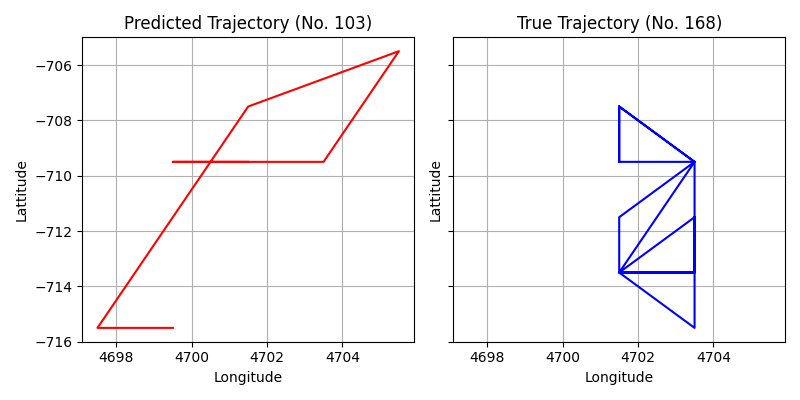 Predicted Trajectory (No. 103)
True Trajectory (No. 168)
−706
−708
−710
−712
−714
−716
Lattitude
Lattitude
4698 4700 4702 4704
4698 4700 4702 4704
Longitude
Longitude